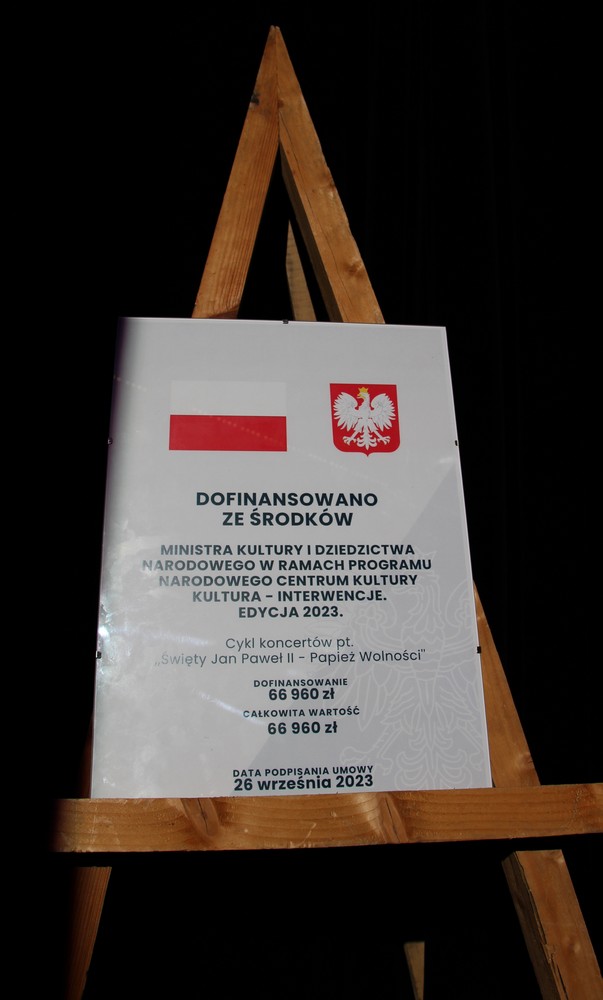 DOFINANSOWANO
ZE ŚRODKÓW
MINISTRA KULTURY I DZIEDZICTWA
NARODOWEGO W RAMACH PROGRAMU
NARODOWEGO CENTRUM KULTURY
KULTURA - INTERWENCJE.
EDYCJA 2023.
Cykl koncertów pt.
„Święty Jan Paweł II - Papież Wolności"
DOFINANSOWANIE
66 960 zł
CAŁKOWITA WARTOŚĆ
66 960 zł
DATA PODPISANIA UMOWY
26 września 2023